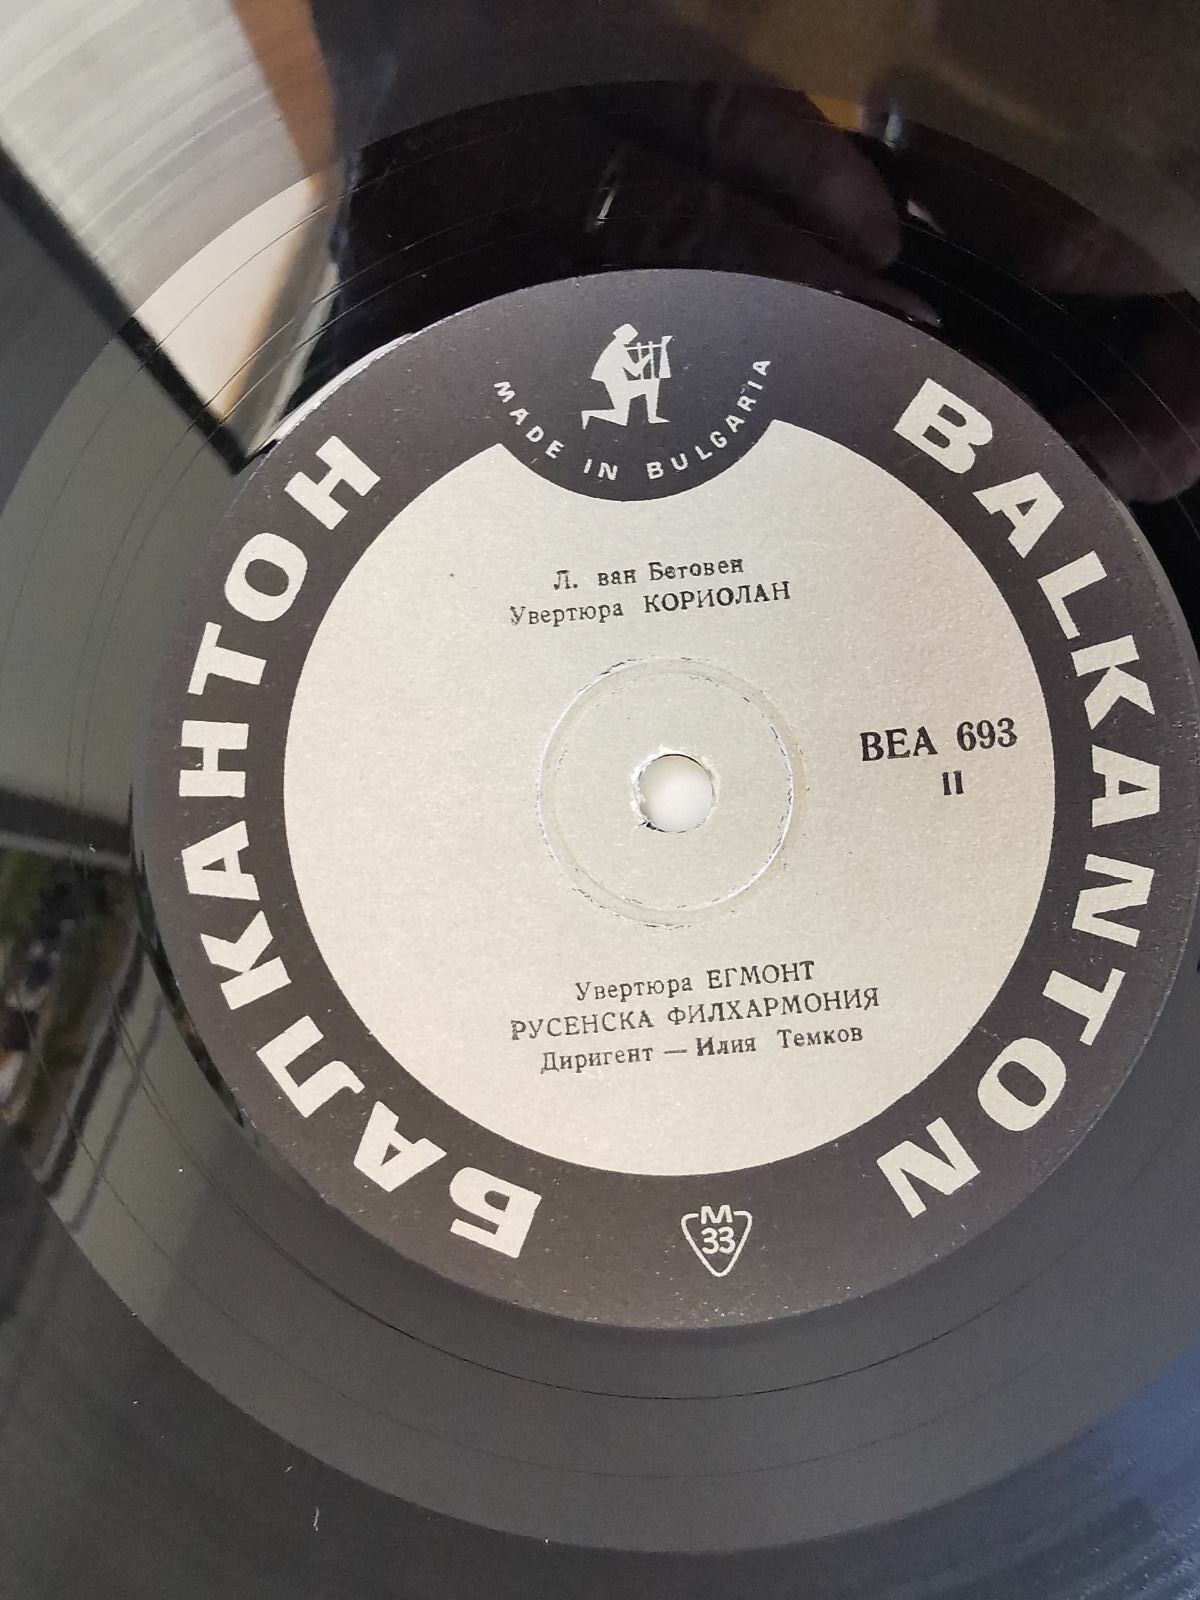 MADE IN BULGARIA
БАЛКАНТОН
BALKANTON
Л. ван Бетовен
Увертюра КОРИОЛАН
ВЕА 693
II
Увертюра ЕГМОНТ
РУСЕНСКА ФИЛХАРМОНИЯ
Диригент — Илия Темков
М
33